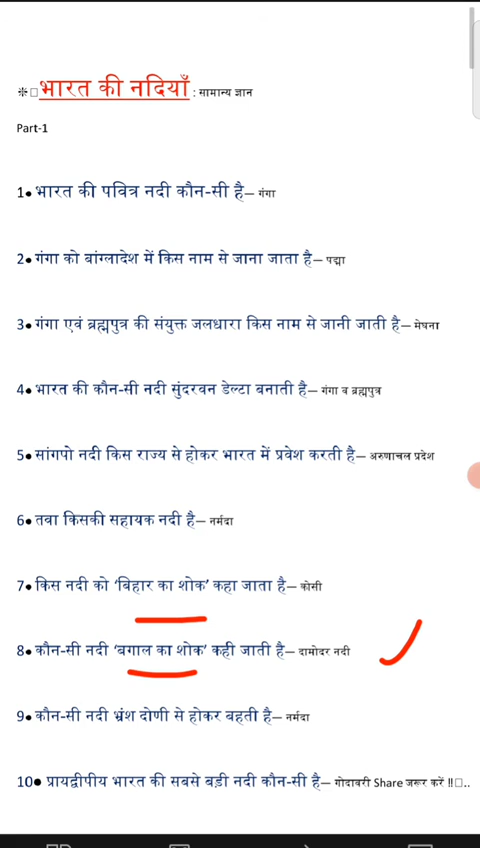 ❈□भारत की नदियाँ : सामान्य ज्ञान
Part-1
1● भारत की पवित्र नदी कौन-सी है— गंगा
2● गंगा को बांग्लादेश में किस नाम से जाना जाता है— पद्मा
3● गंगा एवं ब्रह्मपुत्र की संयुक्त जलधारा किस नाम से जानी जाती है— मेघना
4● भारत की कौन-सी नदी सुंदरवन डेल्टा बनाती है— गंगा व ब्रह्मपुत्र
5● सांगपो नदी किस राज्य से होकर भारत में प्रवेश करती है— अरुणाचल प्रदेश
6● तवा किसकी सहायक नदी है— नर्मदा
7● किस नदी को ‘बिहार का शोक’ कहा जाता है— कोसी
8● कौन-सी नदी ‘बगाल का शोक’ कही जाती है— दामोदर नदी
9● कौन-सी नदी भ्रंश दोणी से होकर बहती है— नर्मदा
10● प्रायद्वीपीय भारत की सबसे बड़ी नदी कौन-सी है— गोदावरी Share जरूर करें ‼□..